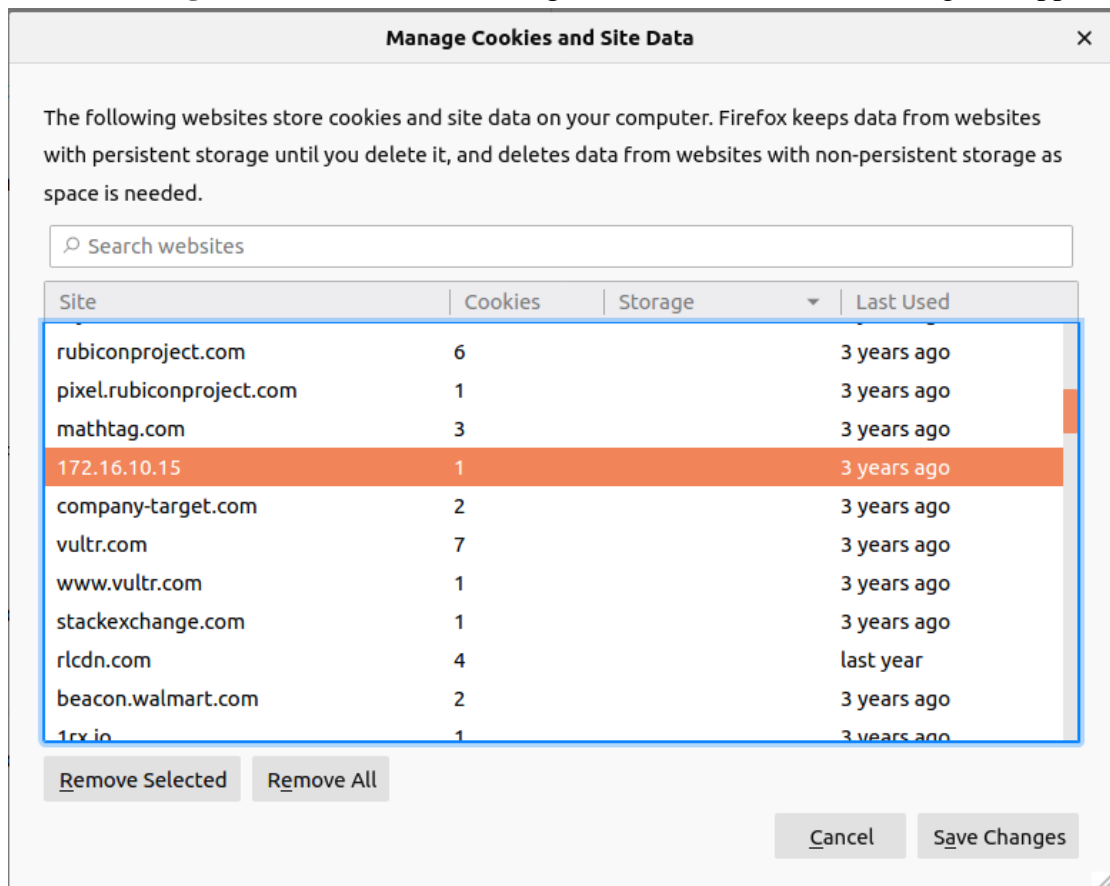 Manage Cookies and Site Data
The following websites store cookies and site data on your computer. Firefox keeps data from websites
with persistent storage until you delete it, and deletes data from websites with non-persistent storage as
space is needed.
Search websites
Site Cookies Storage Last Used
rubiconproject.com 6 3 years ago
pixel.rubiconproject.com 1 3 years ago
mathtag.com 3 3 years ago
172.16.10.15 1 3 years ago
company-target.com 2 3 years ago
vultr.com 7 3 years ago
www.vultr.com 1 3 years ago
stackexchange.com 1 3 years ago
rlcdn.com 4 last year
beacon.walmart.com 2 3 years ago
1rx.io 1 3 years ago
Remove Selected Remove All
Cancel Save Changes